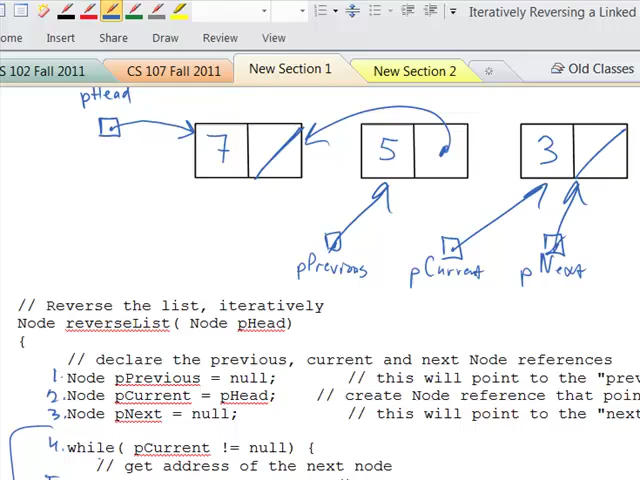 Iteratively Reversing a Linked
ome Insert Share Draw Review View
CS 102 Fall 2011 CS 107 Fall 2011 New Section 1 New Section 2 Old Classes
pHead
7 5 3
pPrevious pCurrent pNext
// Reverse the list, iteratively
Node reverseList( Node pHead)
{
// declare the previous, current and next Node references
1. Node pPrevious = null; // this will point to the "prev
2. Node pCurrent = pHead; // create Node reference that poin
3. Node pNext = null; // this will point to the "next
4. while( pCurrent != null) {
// get address of the next node